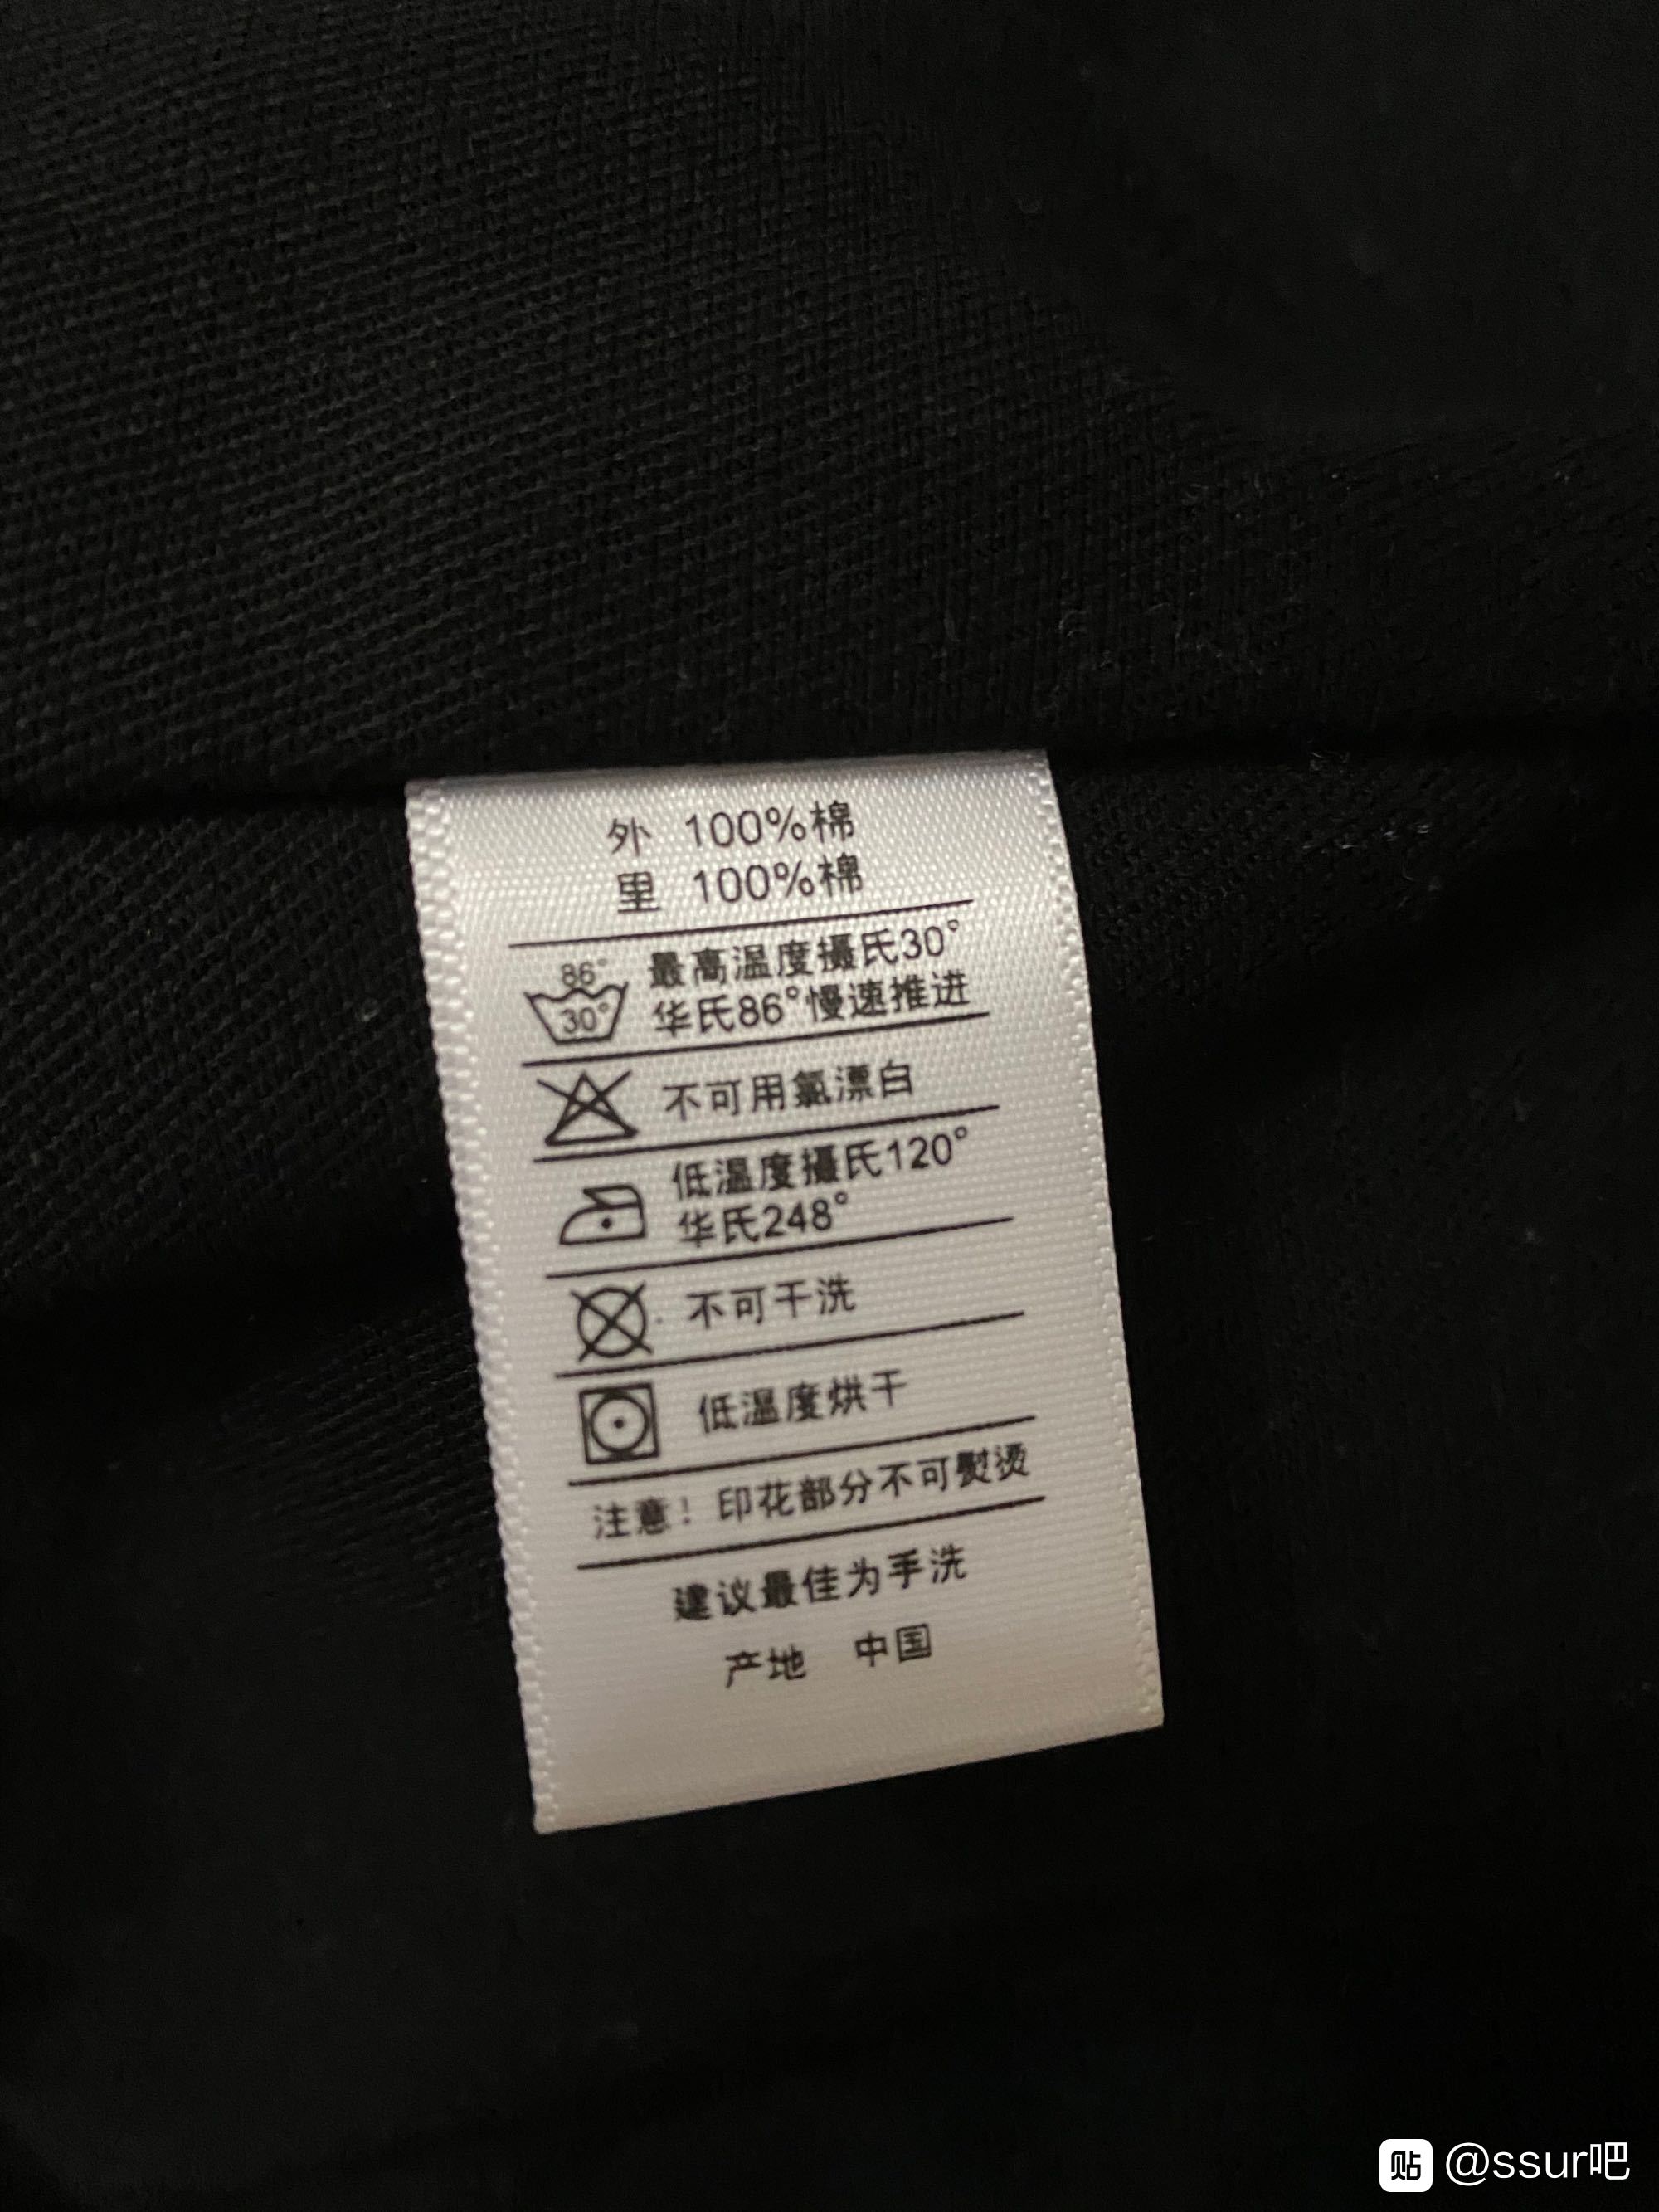 外 100%棉
里 100%棉
86°
30°
最高温度摄氏30°
华氏86°慢速推进
不可用氯漂白
低温度摄氏120°
华氏248°
不可干洗
低温度烘干
注意！印花部分不可熨烫
建议最佳为手洗
产地 中国
贴 @ssur吧